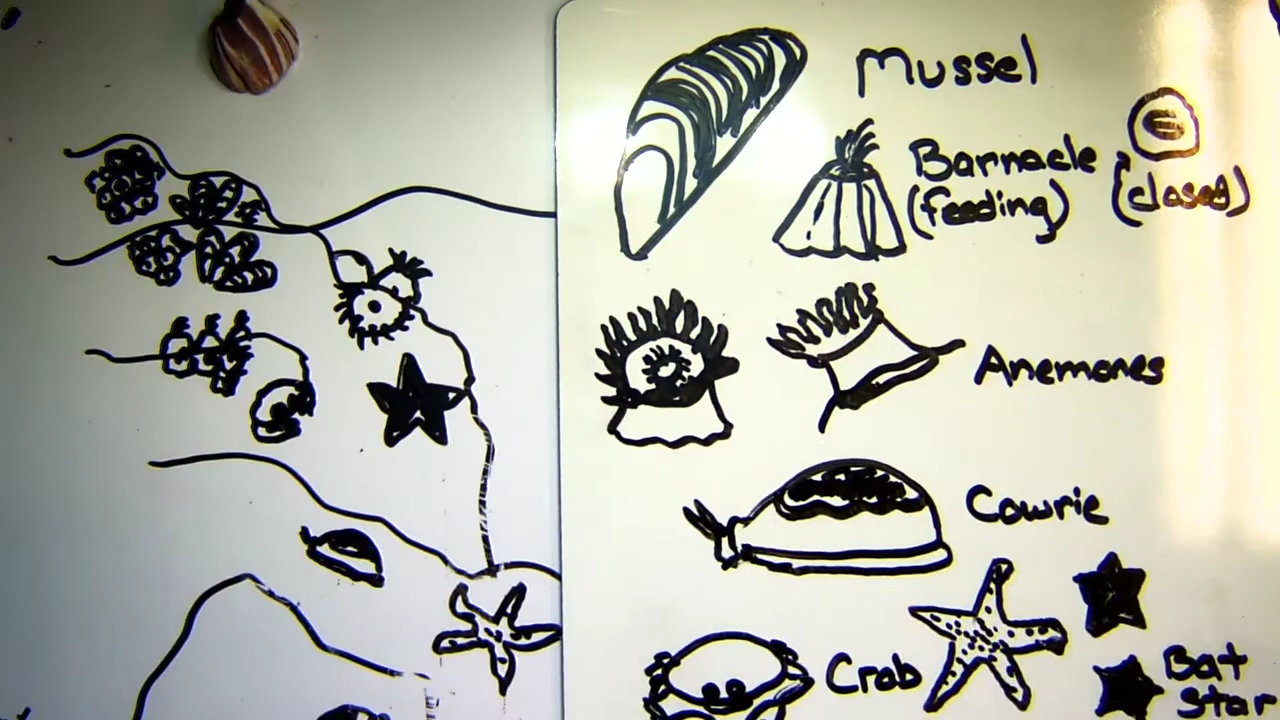 Mussel
Barnacle
(feeding)
(closed)
Anemones
Cowrie
Crab
Bat
Star